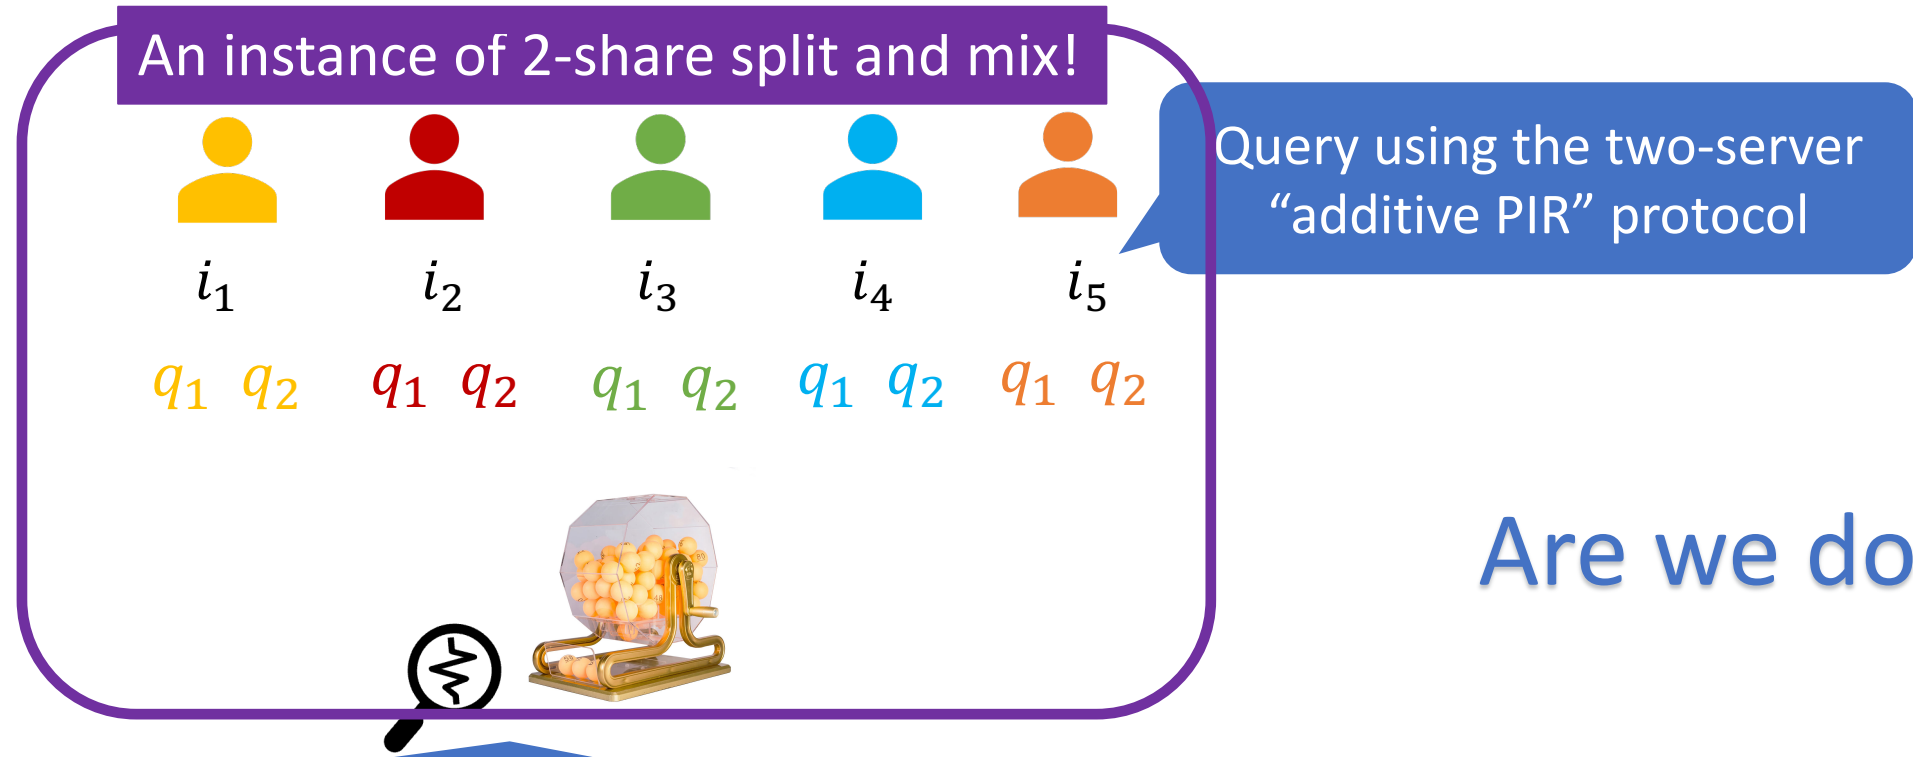 An instance of 2-share split and mix!
Query using the two-server
“additive PIR” protocol
i₁ i₂ i₃ i₄ i₅
q₁ q₂ q₁ q₂ q₁ q₂ q₁ q₂ q₁ q₂
Are we do